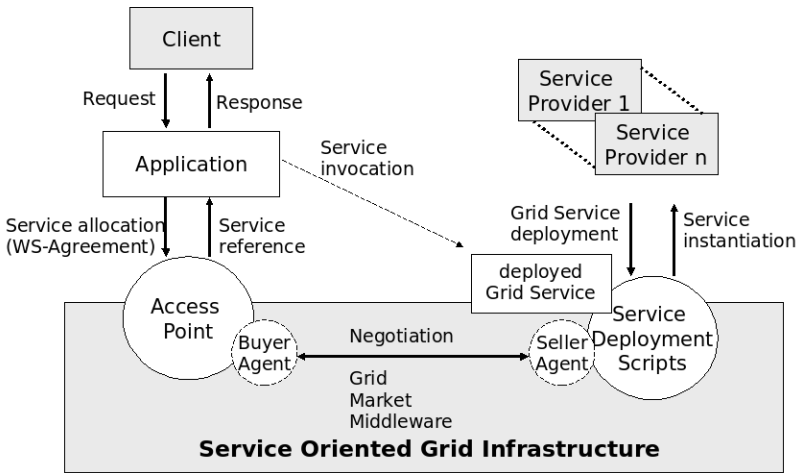 Client
Request
Response
Application
Service
invocation
Service allocation
(WS-Agreement)
Service
reference
Service
Provider 1
Service
Provider n
Grid Service
deployment
Service
instantiation
deployed
Grid Service
Access
Point
Buyer
Agent
Negotiation
Grid
Market
Middleware
Seller
Agent
Service
Deployment
Scripts
Service Oriented Grid Infrastructure